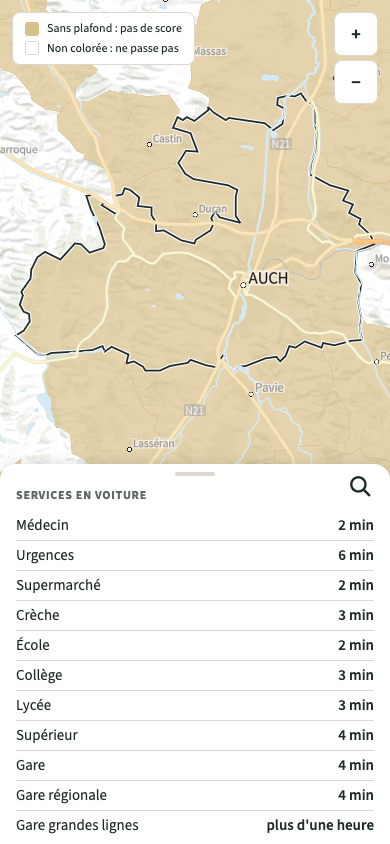 Sans plafond : pas de score
Non colorée : ne passe pas
+
−
Massas
Castin
N21
arroque
Duran
Mo
AUCH
Pe
Pavie
N21
Lasséran
SERVICES EN VOITURE
Médecin 2 min
Urgences 6 min
Supermarché 2 min
Crèche 3 min
École 2 min
Collège 3 min
Lycée 3 min
Supérieur 4 min
Gare 4 min
Gare régionale 4 min
Gare grandes lignes plus d'une heure